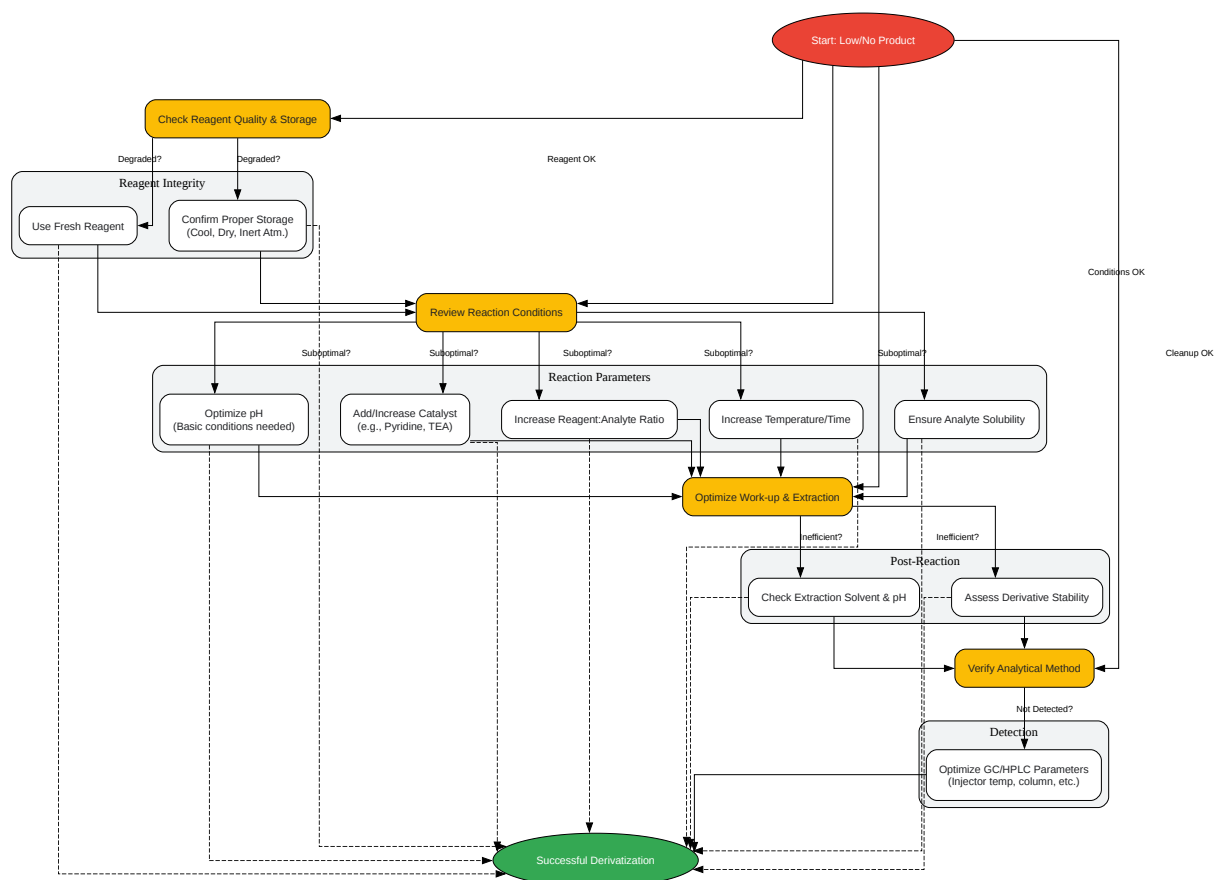 Start: Low/No Product
Check Reagent Quality & Storage
Degraded?
Degraded?
Reagent OK
Reagent Integrity
Use Fresh Reagent
Confirm Proper Storage
(Cool, Dry, Inert Atm.)
Conditions OK
Review Reaction Conditions
Suboptimal?
Suboptimal?
Suboptimal?
Suboptimal?
Suboptimal?
Cleanup OK
Reaction Parameters
Optimize pH
(Basic conditions needed)
Add/Increase Catalyst
(e.g., Pyridine, TEA)
Increase Reagent:Analyte Ratio
Increase Temperature/Time
Ensure Analyte Solubility
Optimize Work-up & Extraction
Inefficient?
Inefficient?
Post-Reaction
Check Extraction Solvent & pH
Assess Derivative Stability
Verify Analytical Method
Not Detected?
Detection
Optimize GC/HPLC Parameters
(Injector temp, column, etc.)
Successful Derivatization